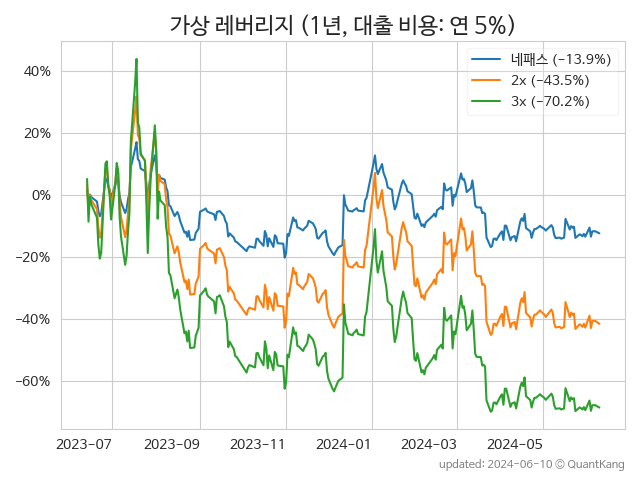 가상 레버리지 (1년, 대출 비용: 연 5%)
네패스 (−13.9%)
2x (−43.5%)
3x (−70.2%)
40%
20%
0%
−20%
−40%
−60%
2023-07
2023-09
2023-11
2024-01
2024-03
2024-05
updated: 2024-06-10 © QuantKang